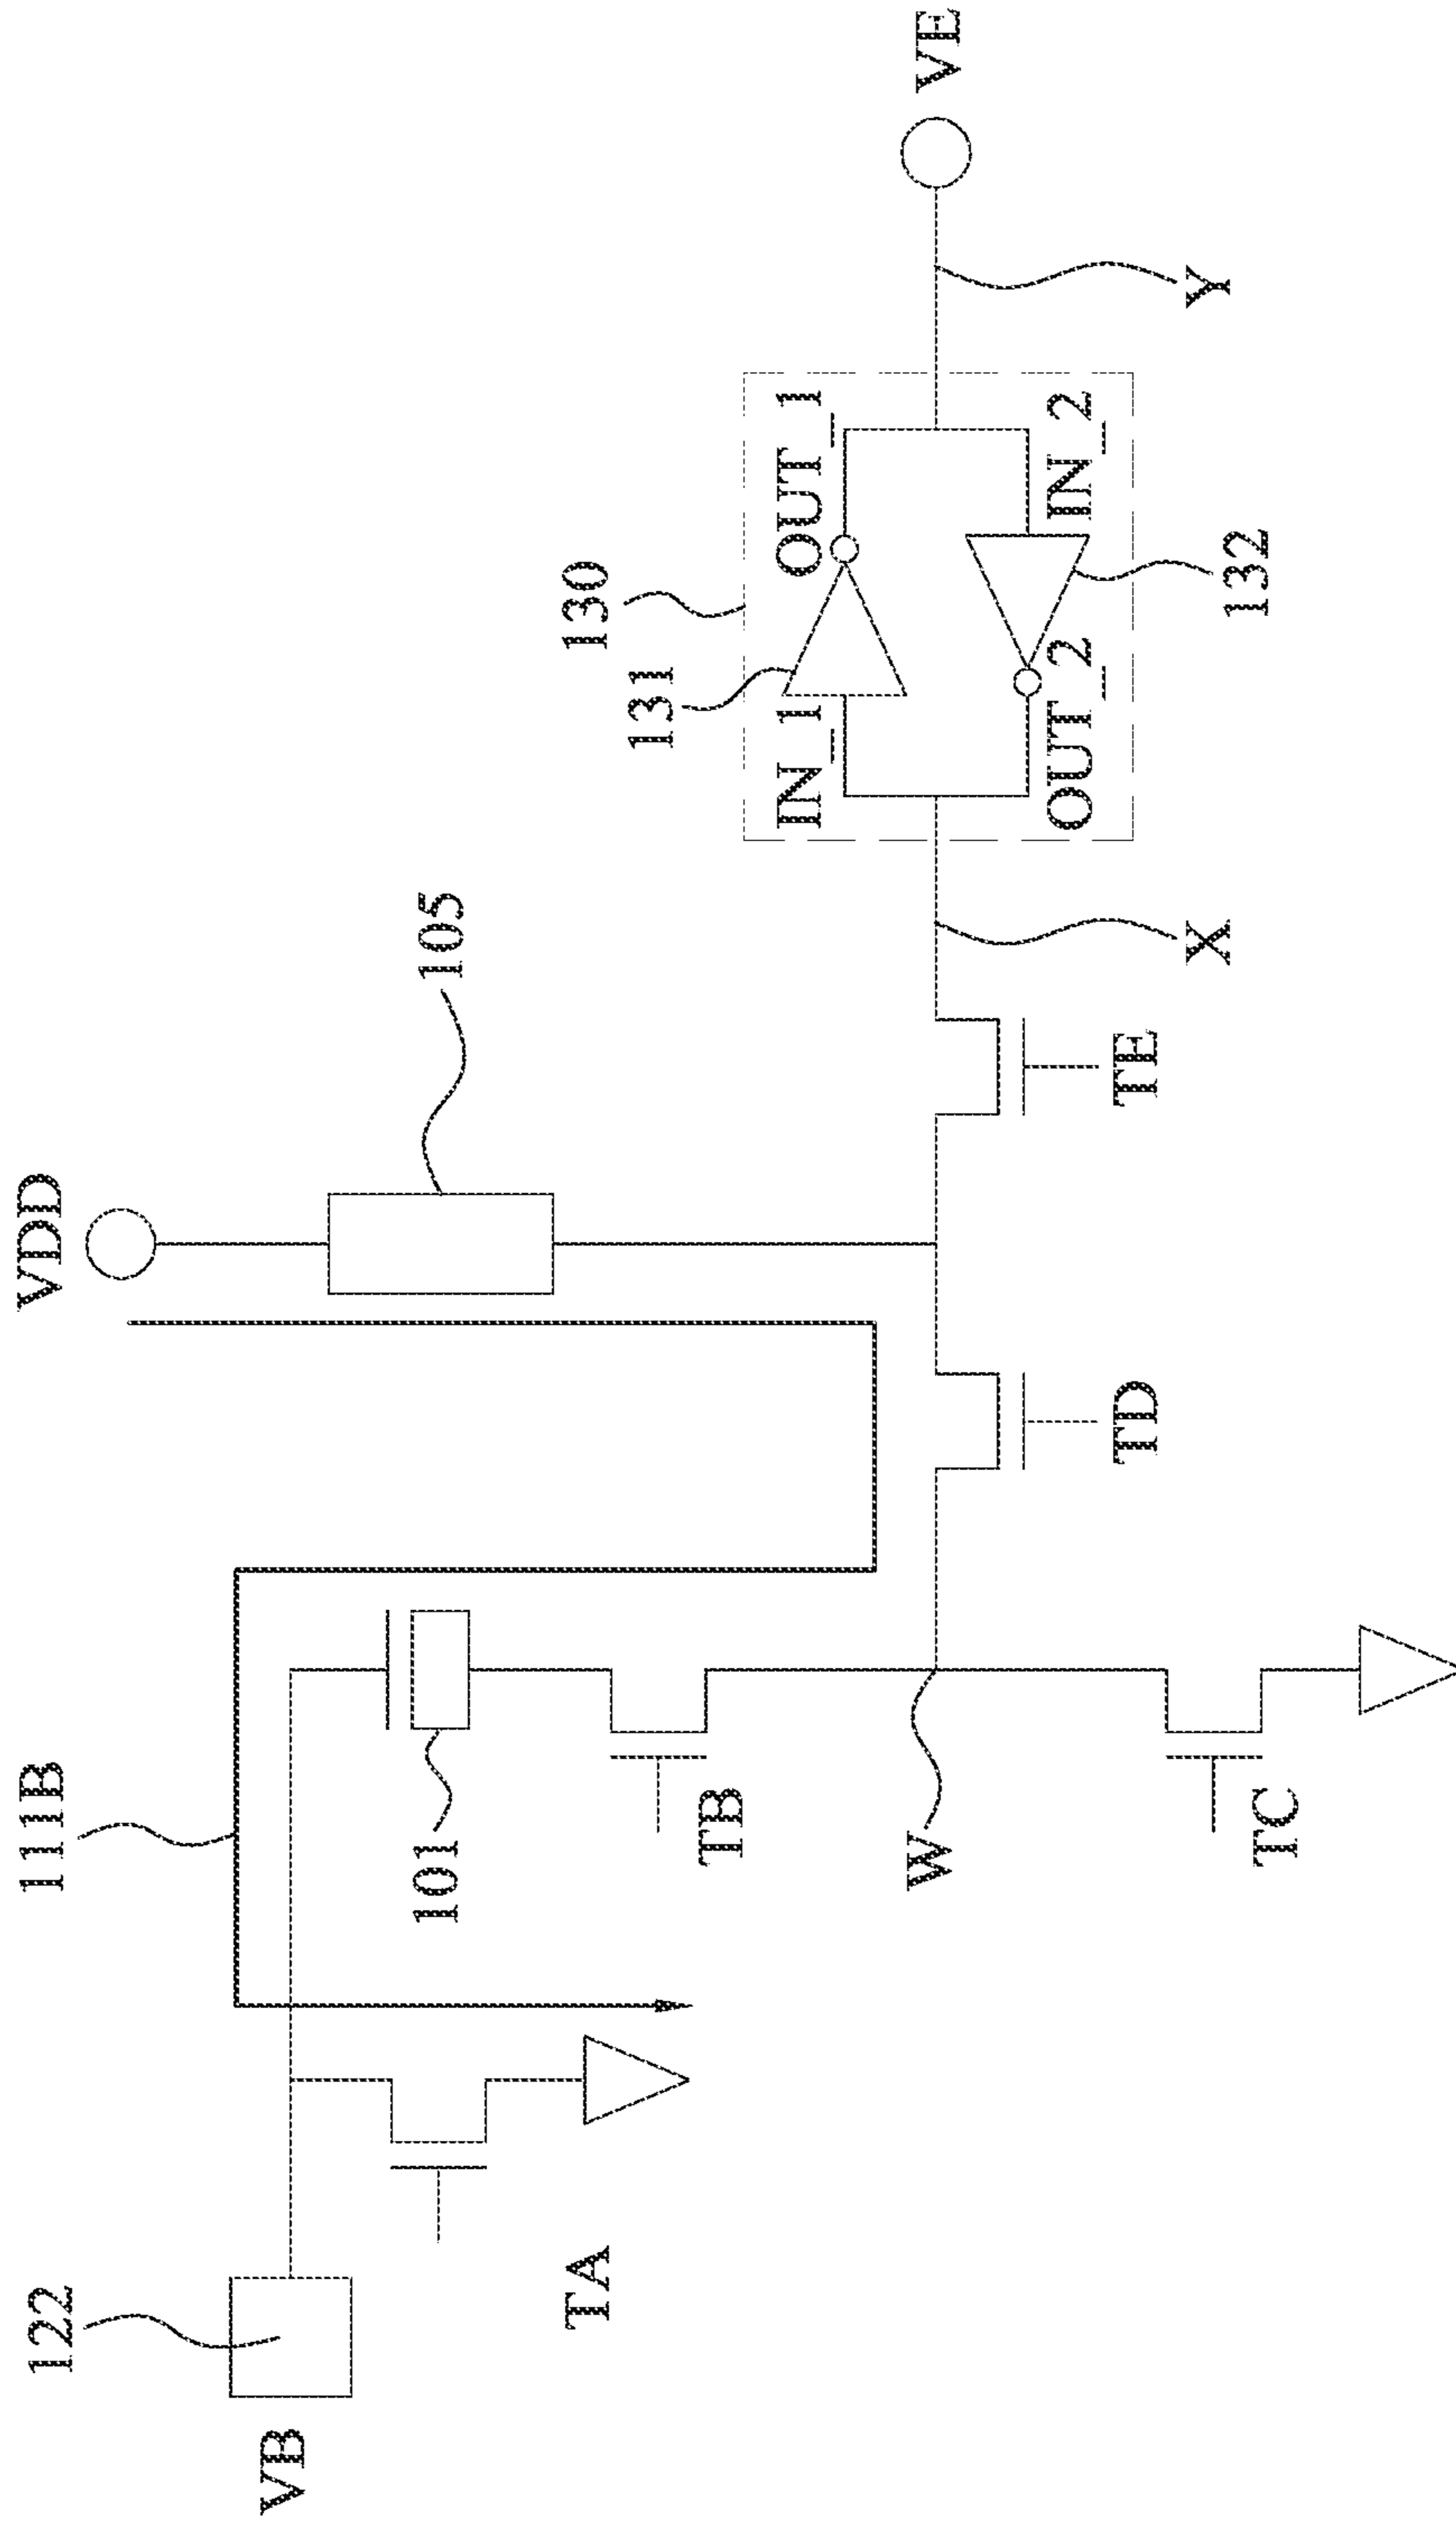 VDD
122
111B
VB
105
101
TA
TB
130
131
IN_1
OUT_1
VE
W
TD
TE
OUT_2
IN_2
X
Y
132
TC